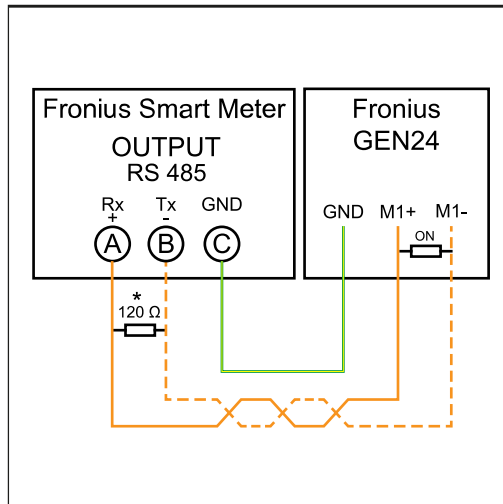 Fronius Smart Meter
OUTPUT
RS 485
Rx Tx GND
+ -
A B C
*
120 Ω
Fronius
GEN24
GND M1+ M1-
ON